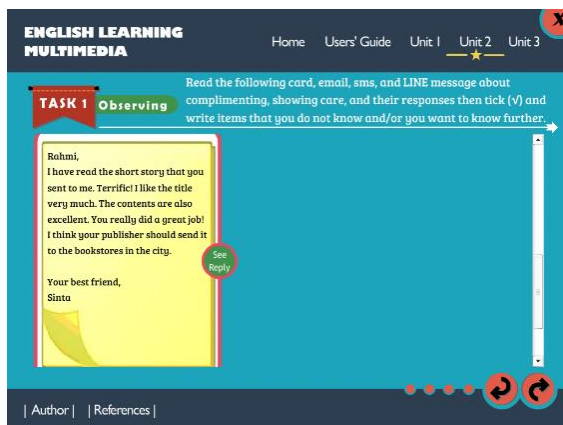 ENGLISH LEARNING
MULTIMEDIA
Home Users' Guide Unit 1 Unit 2 Unit 3
X
TASK 1 Observing
Read the following card, email, sms, and LINE message about
complimenting, showing care, and their responses then tick (√) and
write items that you do not know and/or you want to know further.
Rahmi,
I have read the short story that you
sent to me. Terrific! I like the title
very much. The contents are also
excellent. You really did a great job!
I think your publisher should send it
to the bookstores in the city.
Your best friend,
Sinta
See
Reply
| Author | | References |